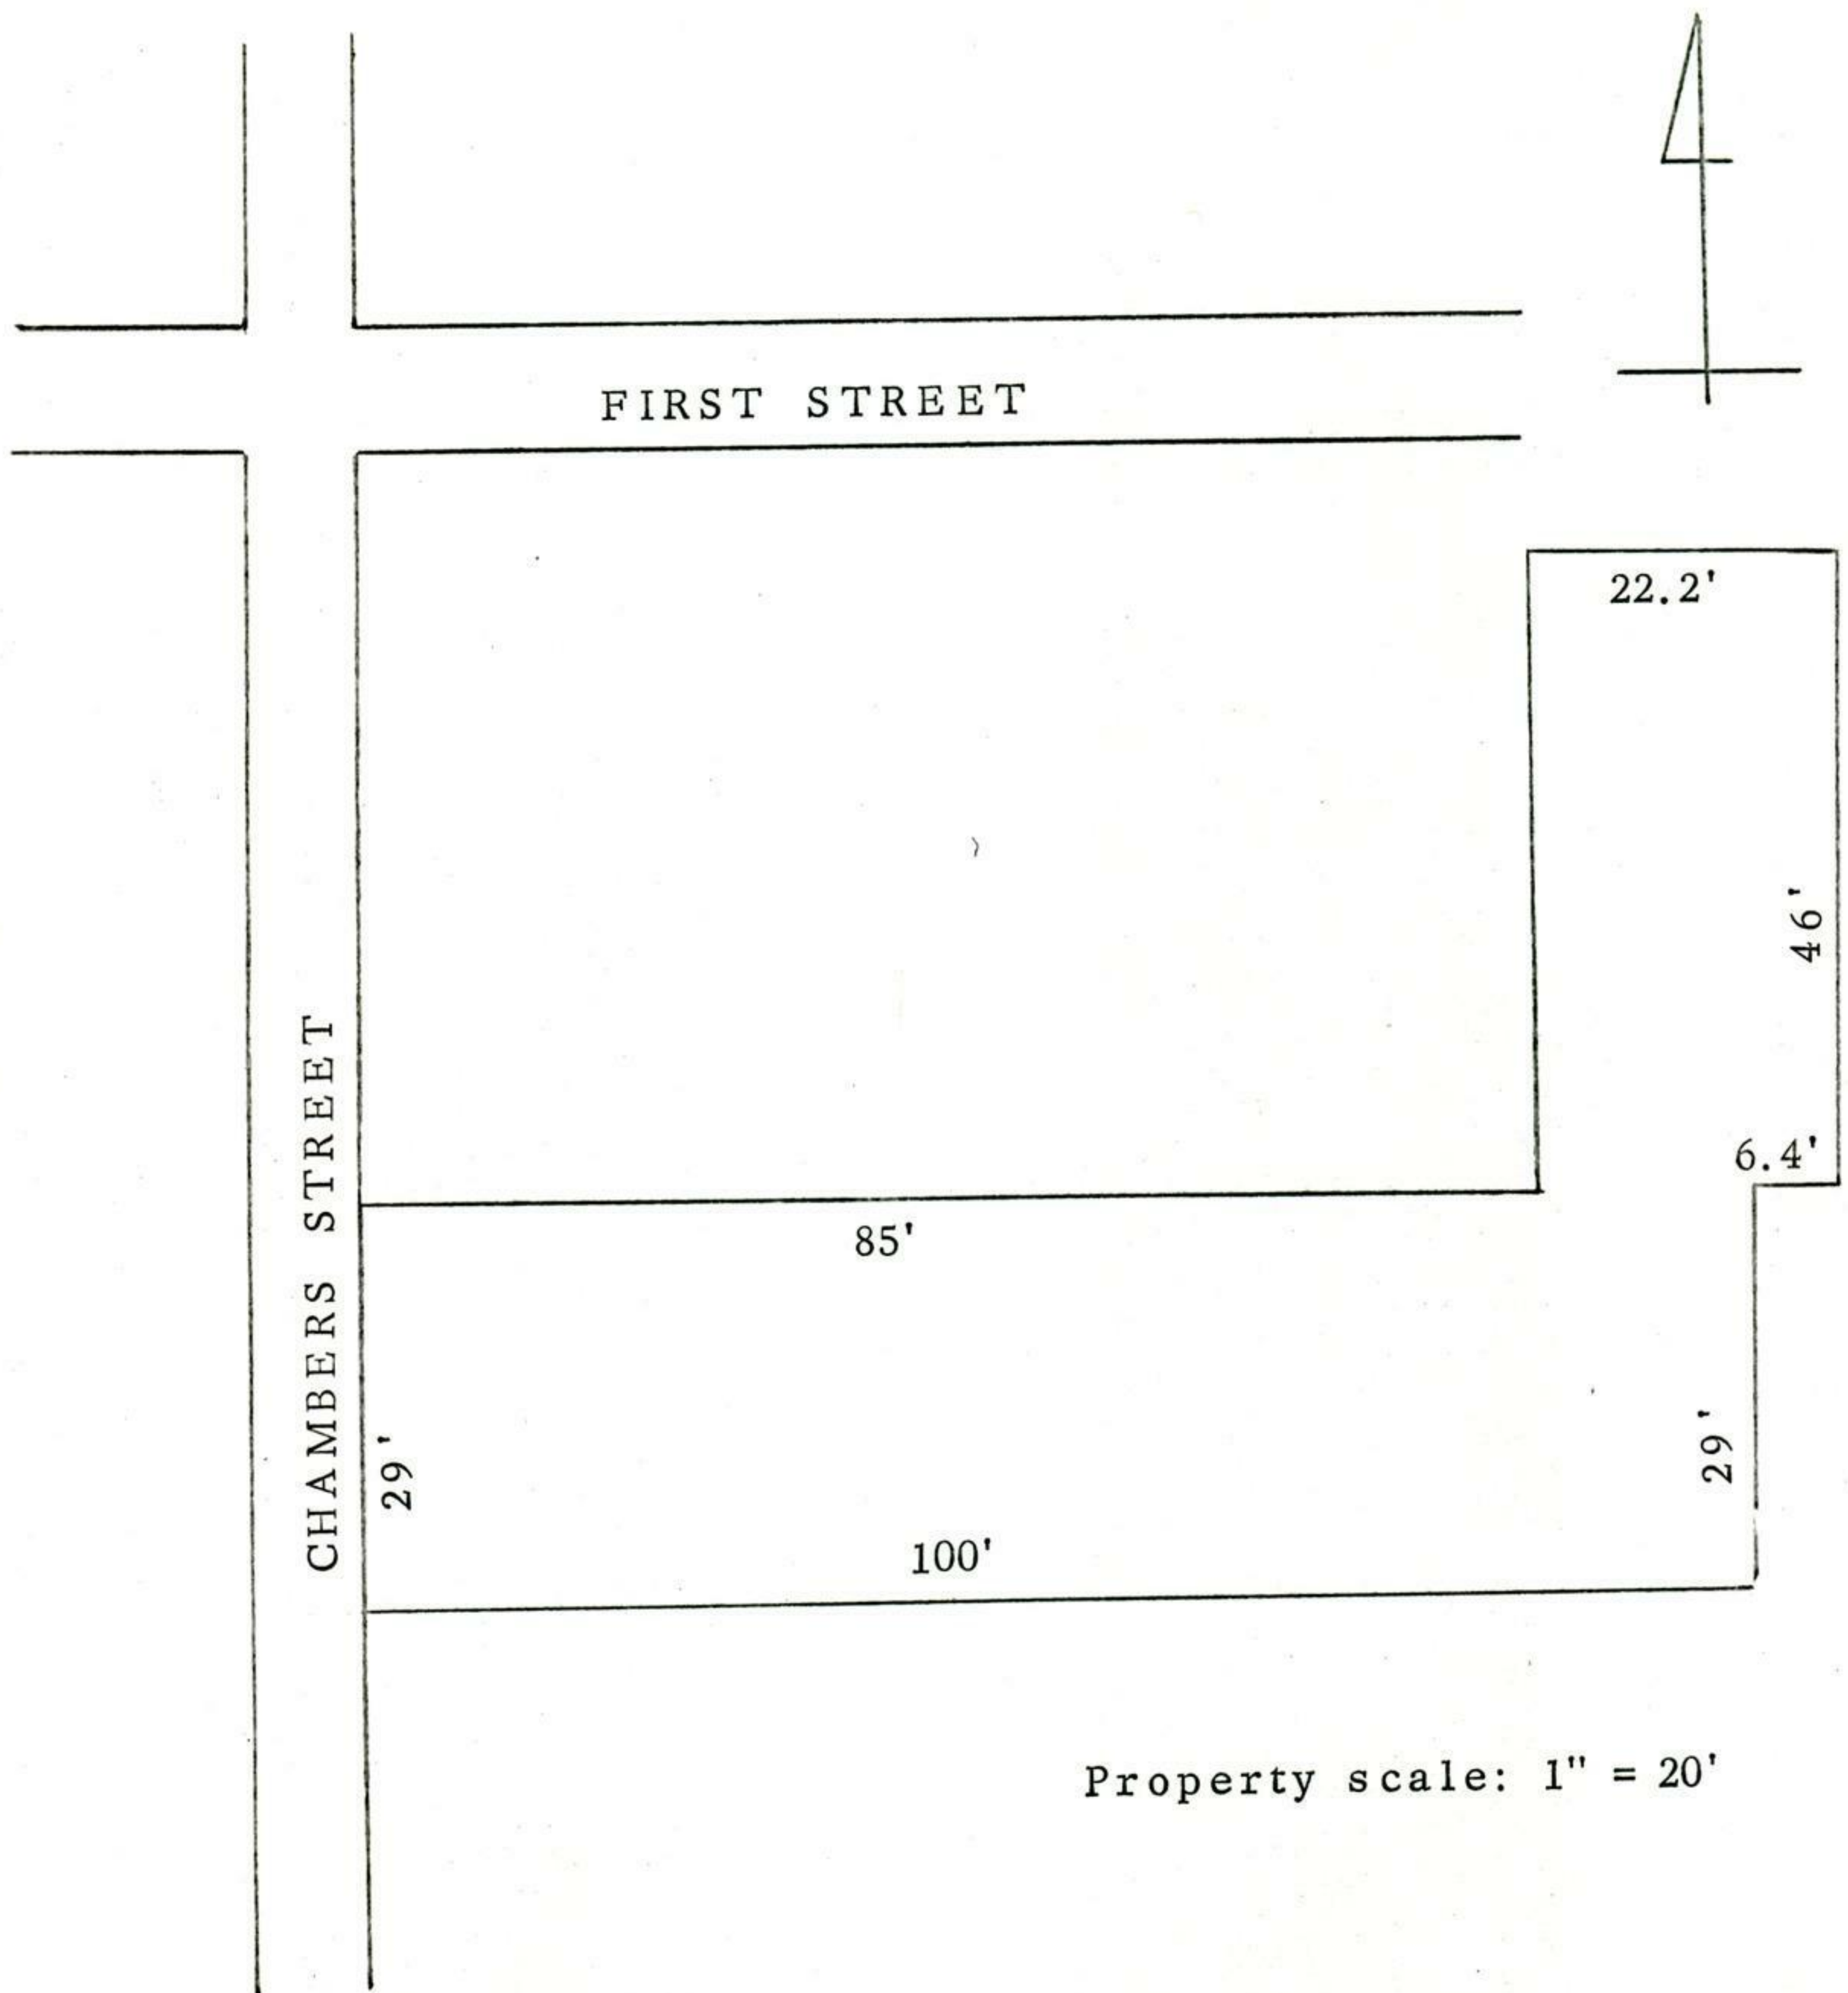 FIRST STREET
22.2'
46'
6.4'
85'
CHAMBERS STREET
29'
29'
100'
Property scale: 1" = 20'